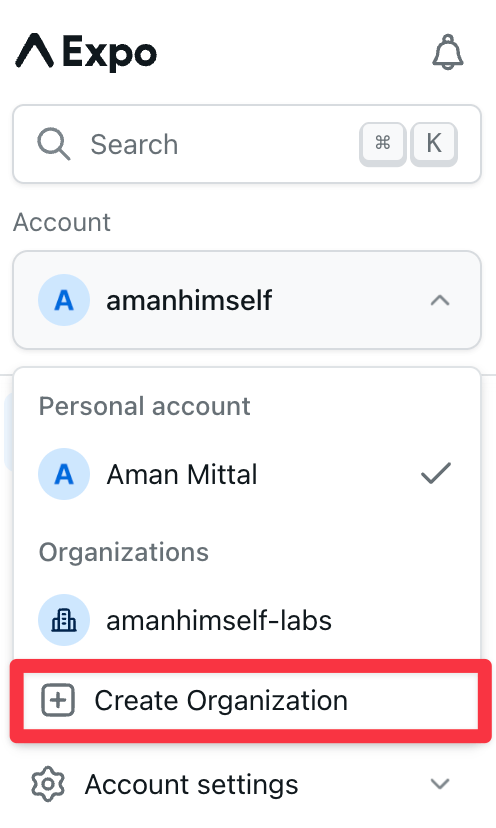 Expo
Search ⌘ K
Account
A amanhimself
Personal account
A Aman Mittal
Organizations
amanhimself-labs
Create Organization
Account settings